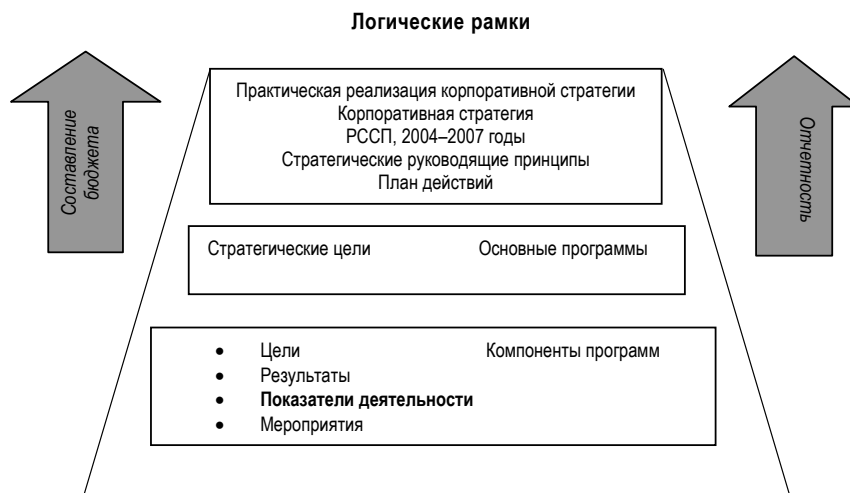 Логические рамки
Составление
бюджета
Практическая реализация корпоративной стратегии
Корпоративная стратегия
РССП, 2004–2007 годы
Стратегические руководящие принципы
План действий
Отчетность
Стратегические цели Основные программы
• Цели Компоненты программ
• Результаты
• Показатели деятельности
• Мероприятия